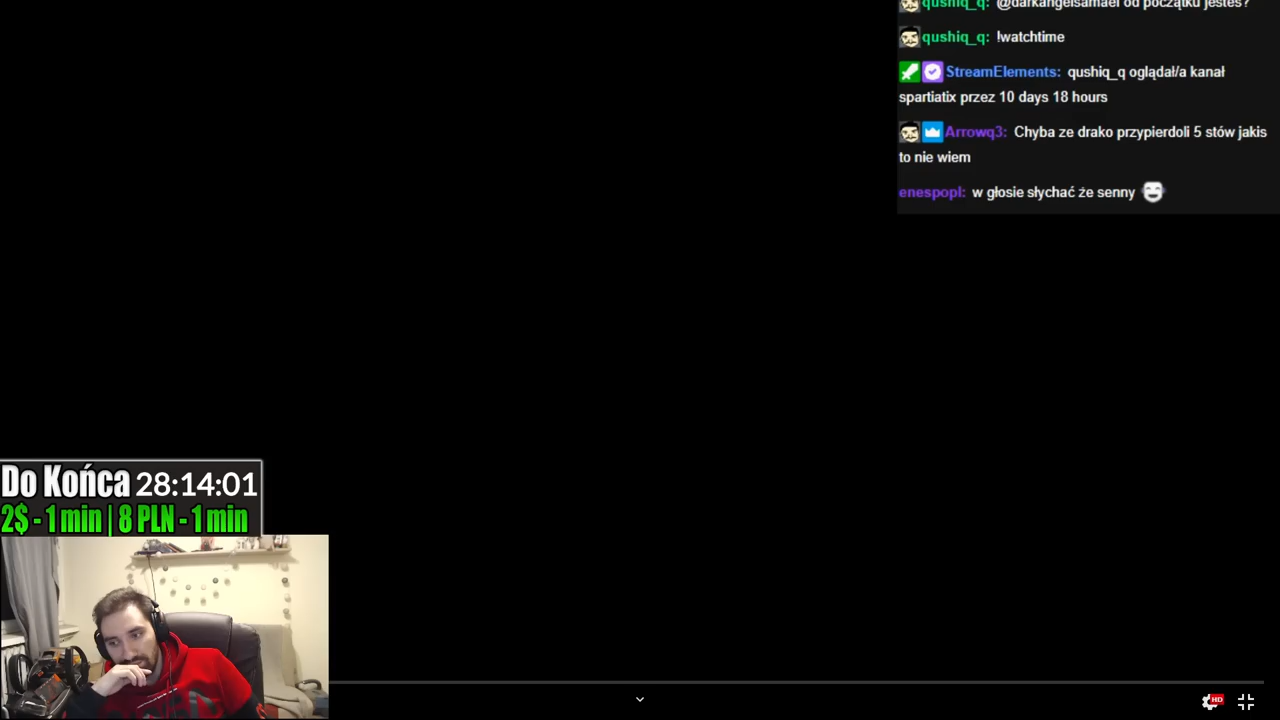 qushiq_q: @darkangelsamael od początku jesteś?
qushiq_q: !watchtime
StreamElements: qushiq_q oglądał/a kanał
spartiatix przez 10 days 18 hours
Arrowq3: Chyba ze drako przypierdoli 5 stów jakis
to nie wiem
enespopl: w głosie słychać że senny
Do Końca 28:14:01
2$ - 1 min | 8 PLN - 1 min
HD